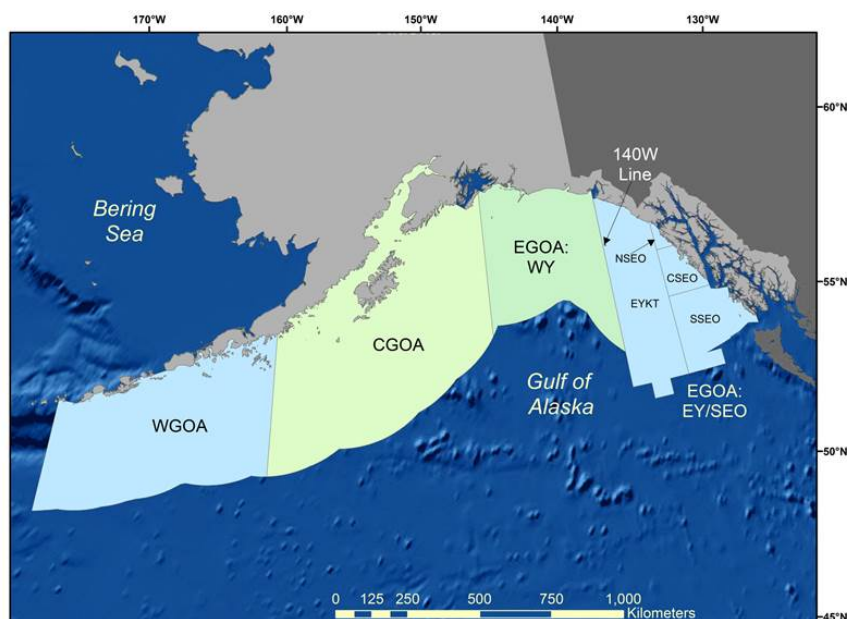 170°W 160°W 150°W 140°W 130°W
60°N
140W
Line
Bering
Sea
EGOA:
WY
NSEO
CSEO
55°N
EYKT
SSEO
CGOA
Gulf of
Alaska
EGOA:
EY/SEO
WGOA
50°N
0 125 250 500 750 1,000
Kilometers
45°N